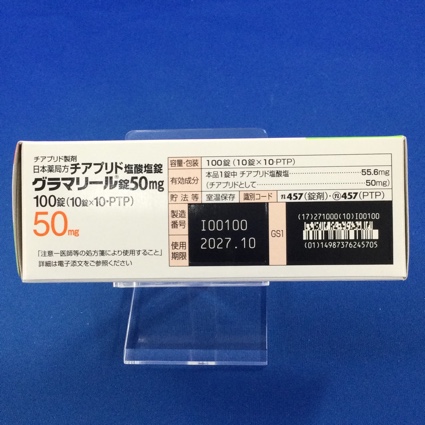 チアプリド製剤
日本薬局方 チアプリド塩酸塩錠
グラマリール錠50mg
100錠(10錠×10・PTP)
50mg
「注意－医師等の処方箋により使用すること」
詳細は電子添文をご参照ください
容量・包装 100錠(10錠×10・PTP)
有効成分 本品1錠中 チアプリド塩酸塩 55.6mg
(チアプリドとして 50mg)
貯法等 室温保存 識別コード 457(錠剤)・457(PTP)
製造番号 I00100
使用期限 2027.10
GS1
(17)271000(10)I00100
(01)14987376245705